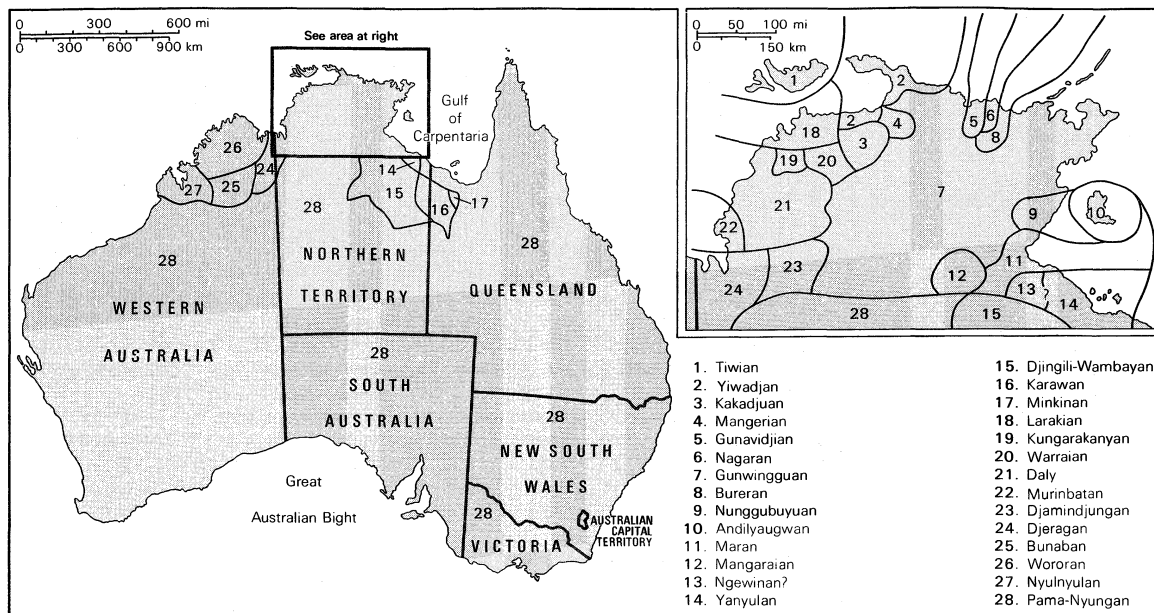 0 300 600 mi
0 300 600 900 km
See area at right
Gulf
of
Carpentaria
26
24
27
25
14
15
16
17
28
28
28
NORTHERN
TERRITORY
WESTERN
AUSTRALIA
QUEENSLAND
28
SOUTH
AUSTRALIA
28
NEW SOUTH
WALES
Great
Australian Bight
28
VICTORIA
AUSTRALIAN
CAPITAL
TERRITORY
0 50 100 mi
0 150 km
1
2
2
18
3
4
5
6
8
19
20
7
21
22
9
10
23
24
12
11
13
?
14
28
15
1. Tiwian
2. Yiwadjan
3. Kakadjuan
4. Mangerian
5. Gunavidjian
6. Nagaran
7. Gunwingguan
8. Bureran
9. Nunggubuyuan
10. Andilyaugwan
11. Maran
12. Mangaraian
13. Ngewinan?
14. Yanyulan
15. Djingili-Wambayan
16. Karawan
17. Minkinan
18. Larakian
19. Kungarakanyan
20. Warraian
21. Daly
22. Murinbatan
23. Djamindjungan
24. Djeragan
25. Bunaban
26. Wororan
27. Nyulnyulan
28. Pama-Nyungan